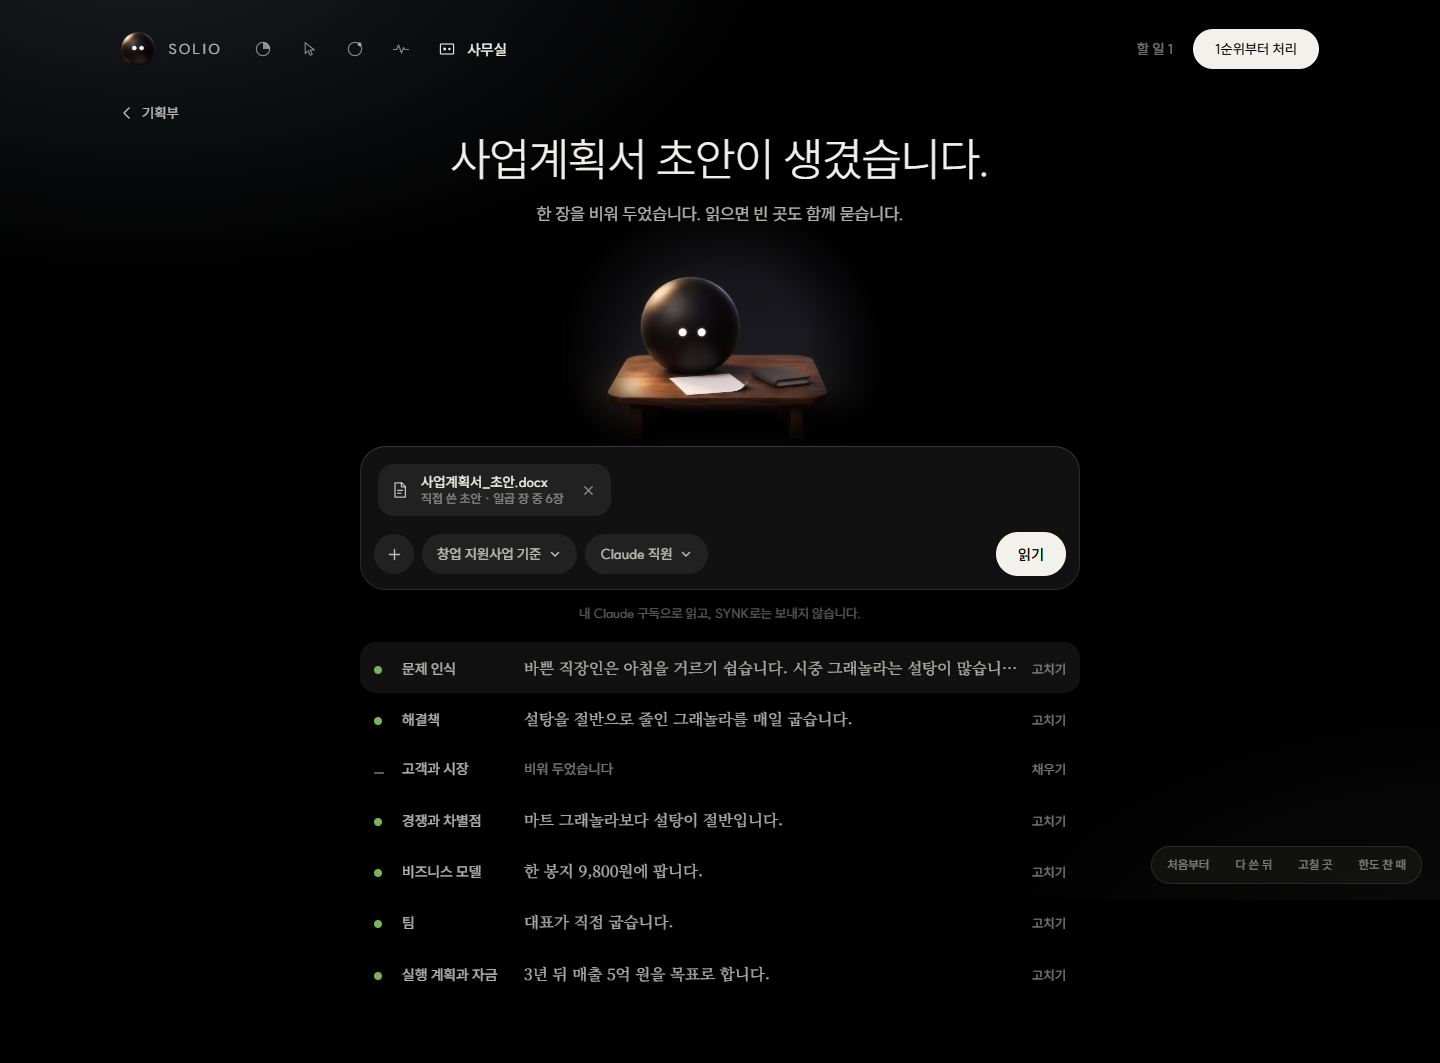 SOLIO
사무실
할 일 1
1순위부터 처리
기획부
사업계획서 초안이 생겼습니다.
한 장을 비워 두었습니다. 읽으면 빈 곳도 함께 묻습니다.
사업계획서_초안.docx
직접 쓴 초안 · 일곱 장 중 6장
창업 지원사업 기준
Claude 직원
읽기
내 Claude 구독으로 읽고, SYNK로는 보내지 않습니다.
문제 인식 바쁜 직장인은 아침을 거르기 쉽습니다. 시중 그래놀라는 설탕이 많습니… 고치기
해결책 설탕을 절반으로 줄인 그래놀라를 매일 굽습니다. 고치기
고객과 시장 비워 두었습니다 채우기
경쟁과 차별점 마트 그래놀라보다 설탕이 절반입니다. 고치기
비즈니스 모델 한 봉지 9,800원에 팝니다. 고치기
처음부터 다 쓴 뒤 고칠 곳 한도 찬 때
팀 대표가 직접 굽습니다. 고치기
실행 계획과 자금 3년 뒤 매출 5억 원을 목표로 합니다. 고치기